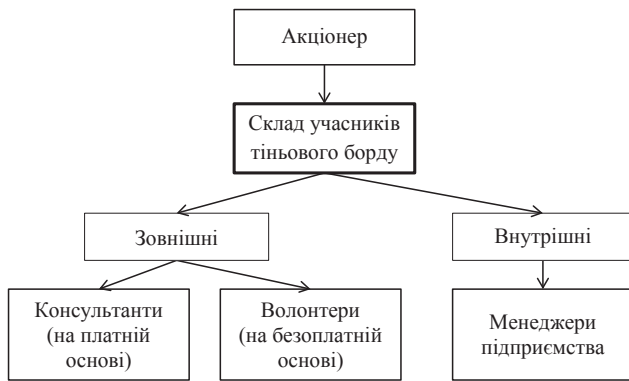 Акціонер
Склад учасників
тіньового борду
Зовнішні
Внутрішні
Консультанти
(на платній
основі)
Волонтери
(на безоплатній
основі)
Менеджери
підприємства